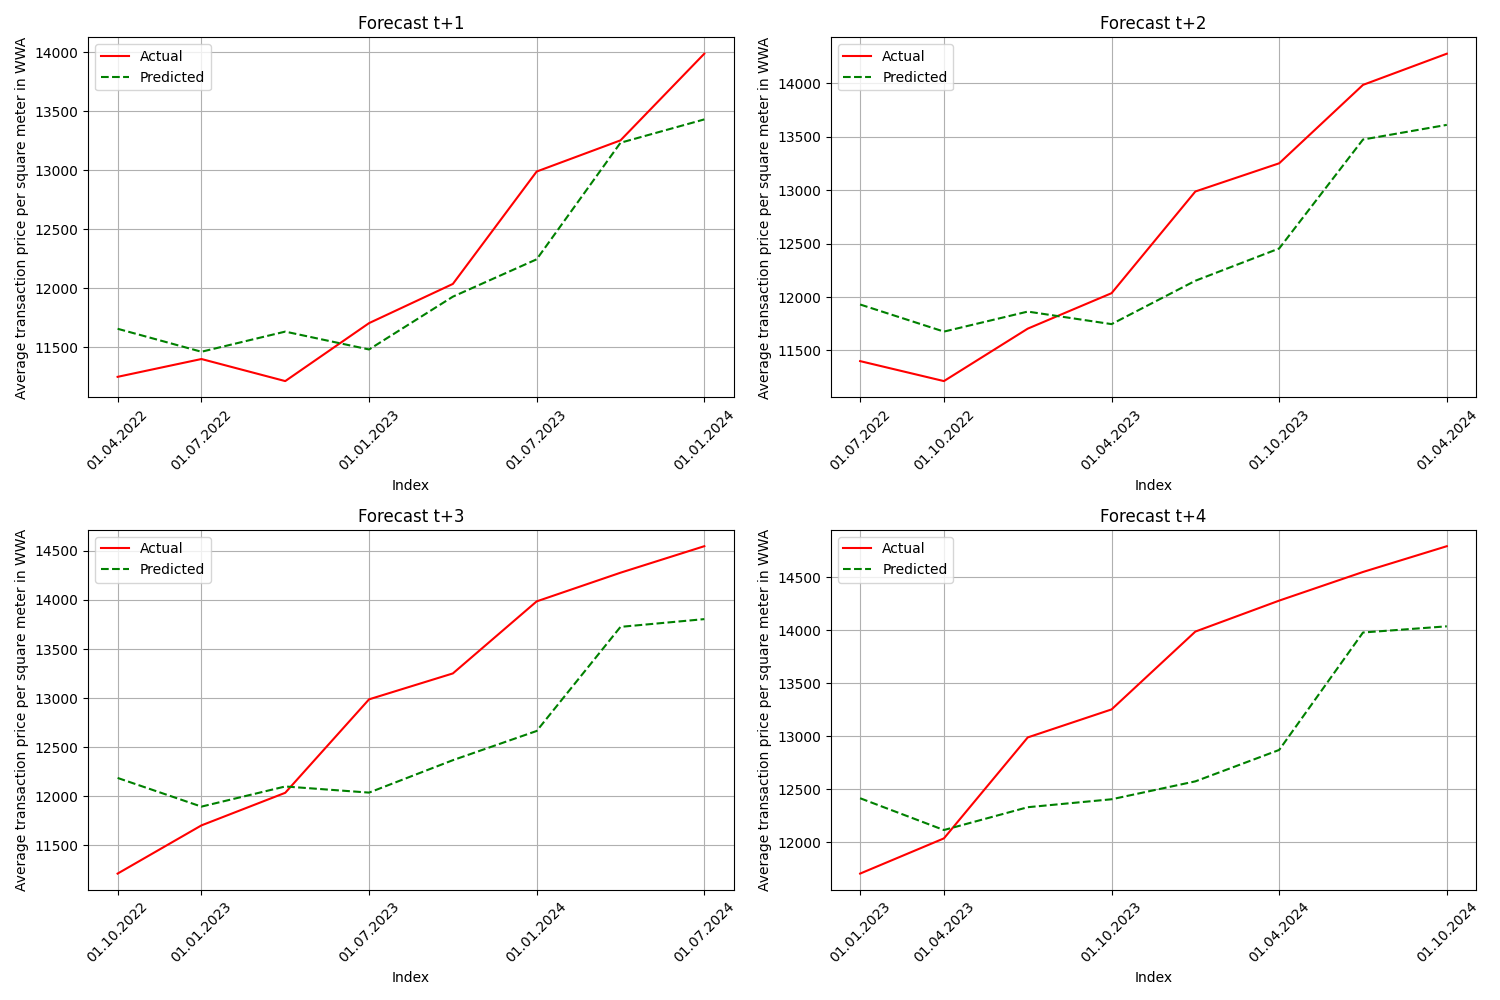 Forecast t+1
Average transaction price per square meter in WWA
14000
13500
13000
12500
12000
11500
Actual
Predicted
01.04.2022
01.07.2022
01.01.2023
01.07.2023
01.01.2024
Index
Forecast t+2
Average transaction price per square meter in WWA
14000
13500
13000
12500
12000
11500
Actual
Predicted
01.07.2022
01.10.2022
01.04.2023
01.10.2023
01.04.2024
Index
Forecast t+3
Average transaction price per square meter in WWA
14500
14000
13500
13000
12500
12000
11500
Actual
Predicted
01.10.2022
01.01.2023
01.07.2023
01.01.2024
01.07.2024
Index
Forecast t+4
Average transaction price per square meter in WWA
14500
14000
13500
13000
12500
12000
Actual
Predicted
01.01.2023
01.04.2023
01.10.2023
01.04.2024
01.10.2024
Index